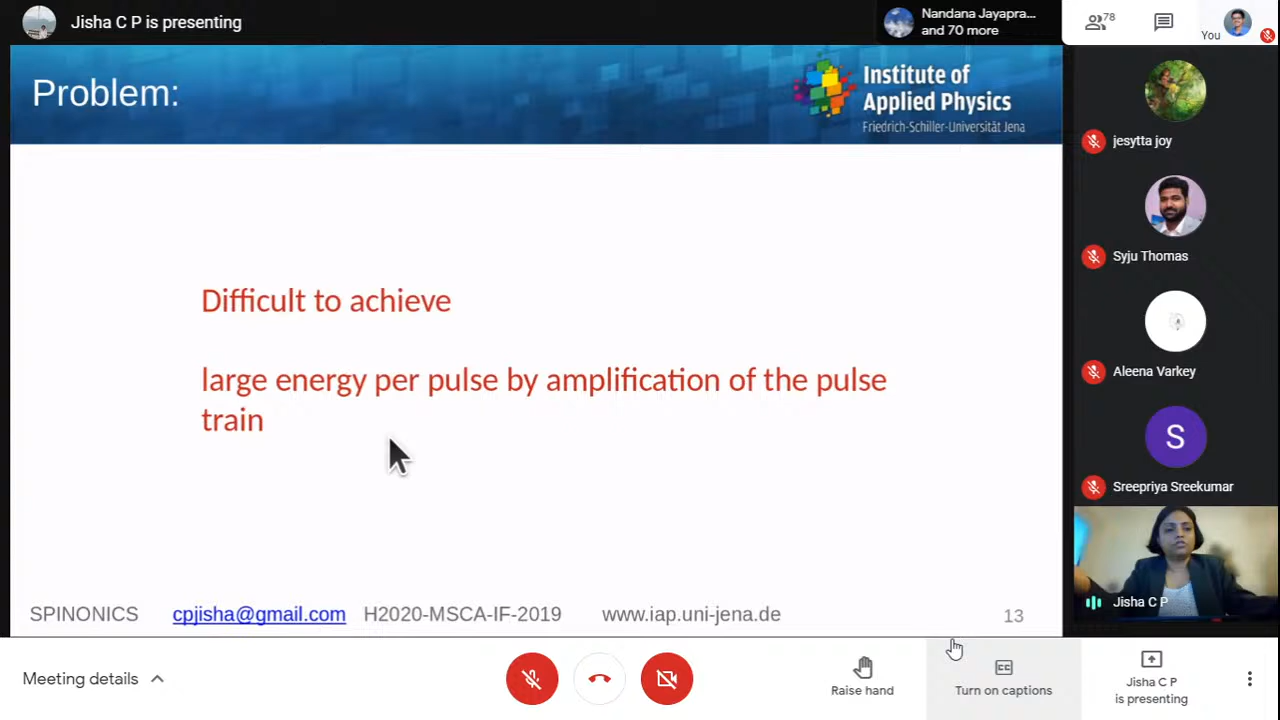 Jisha C P is presenting
Nandana Jayapra...
and 70 more
78
You
Problem:
Institute of
Applied Physics
Friedrich-Schiller-Universität Jena
Difficult to achieve
large energy per pulse by amplification of the pulse
train
SPINONICS cpjisha@gmail.com H2020-MSCA-IF-2019 www.iap.uni-jena.de 13
jesytta joy
Syju Thomas
Aleena Varkey
S
Sreepriya Sreekumar
Jisha C P
Meeting details
Raise hand
Turn on captions
Jisha C P
is presenting